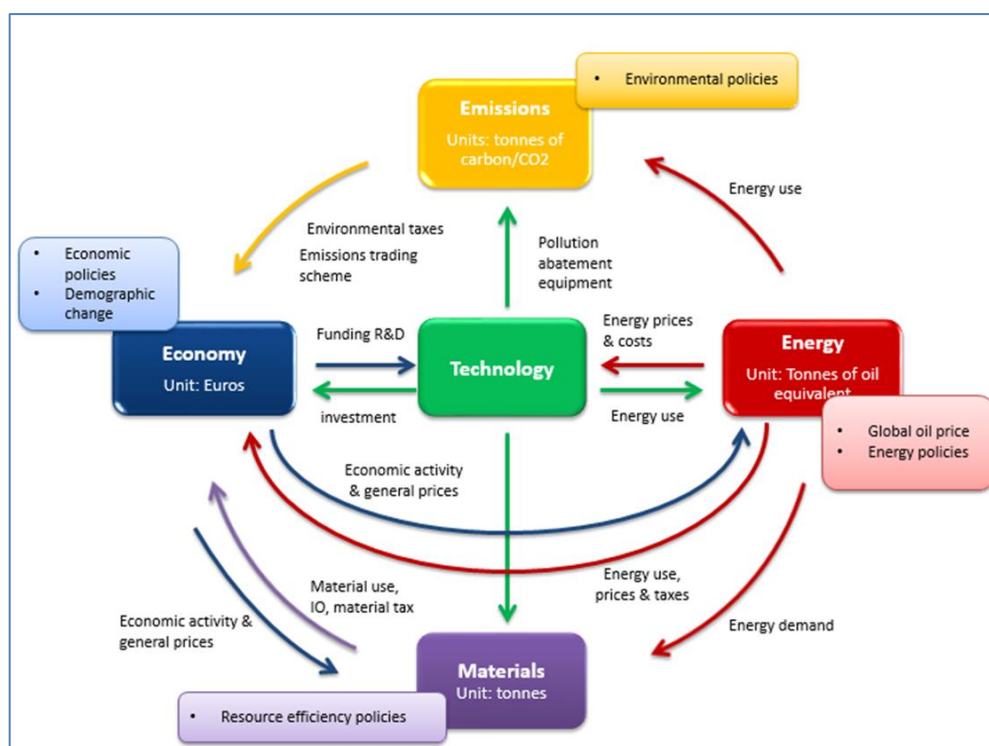 • Environmental policies
Emissions
Units: tonnes of
carbon/CO2
Energy use
Environmental taxes
Emissions trading
scheme
• Economic
policies
• Demographic
change
Pollution
abatement
equipment
Economy
Unit: Euros
Funding R&D
investment
Technology
Energy prices
& costs
Energy use
Energy
Unit: Tonnes of oil
equivalent
• Global oil price
• Energy policies
Economic activity
& general prices
Material use,
IO, material tax
Energy use,
prices & taxes
Economic activity &
general prices
Energy demand
Materials
Unit: tonnes
• Resource efficiency policies